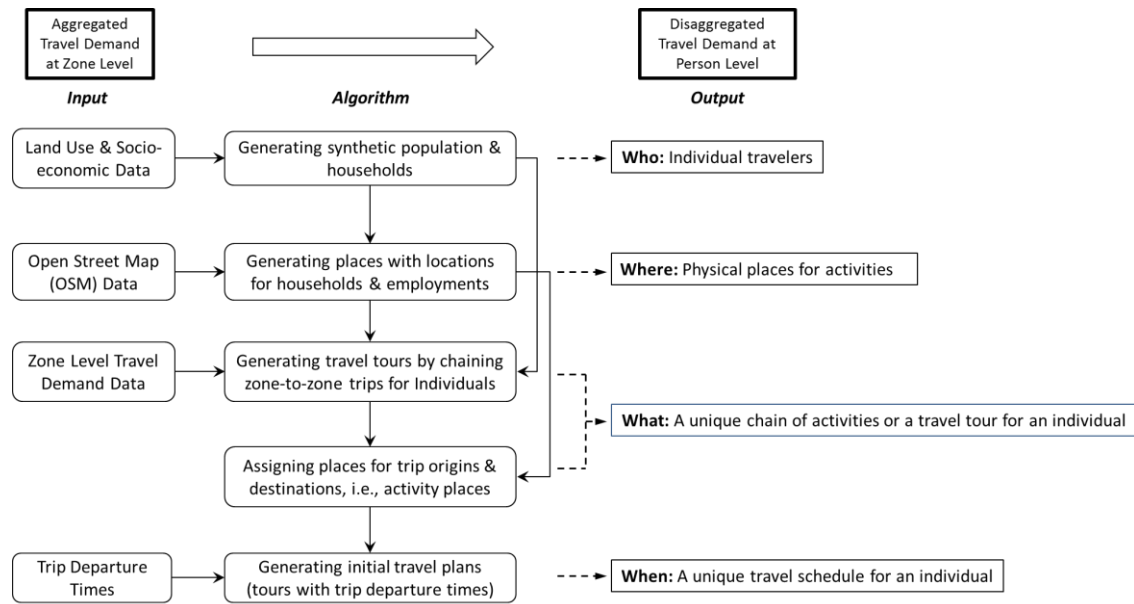 Aggregated
Travel Demand
at Zone Level
Disaggregated
Travel Demand at
Person Level
Input
Algorithm
Output
Land Use & Socio-
economic Data
Generating synthetic population &
households
Who: Individual travelers
Open Street Map
(OSM) Data
Generating places with locations
for households & employments
Where: Physical places for activities
Zone Level Travel
Demand Data
Generating travel tours by chaining
zone-to-zone trips for Individuals
What: A unique chain of activities or a travel tour for an individual
Assigning places for trip origins &
destinations, i.e., activity places
Trip Departure
Times
Generating initial travel plans
(tours with trip departure times)
When: A unique travel schedule for an individual